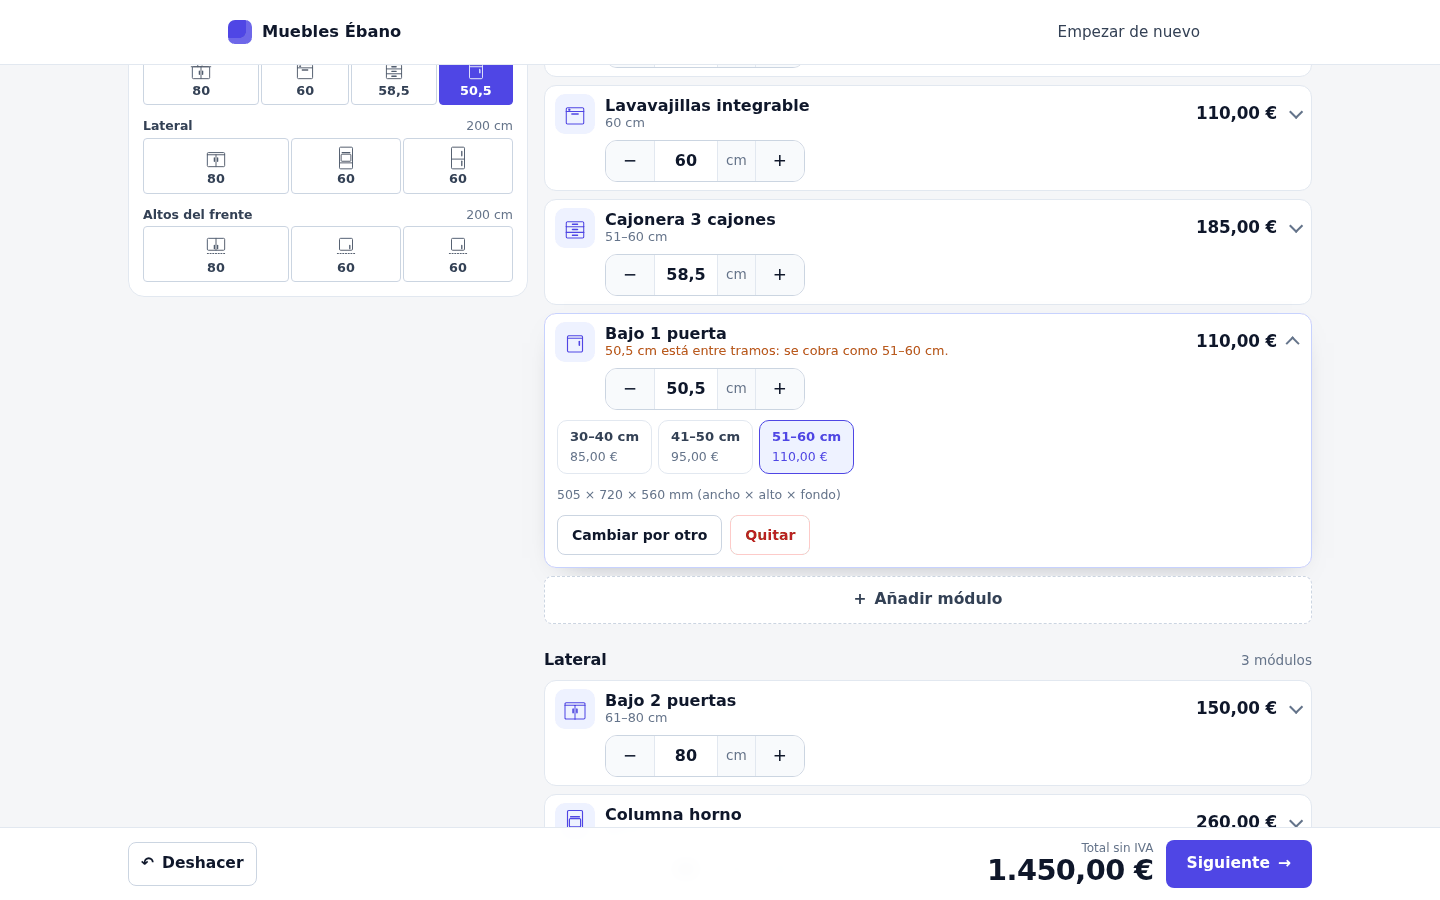 Muebles Ébano
Empezar de nuevo
80
60
58,5
50,5
Lateral
200 cm
80
60
60
Altos del frente
200 cm
80
60
60
Lavavajillas integrable
60 cm
110,00 €
− 60 cm +
Cajonera 3 cajones
51–60 cm
185,00 €
− 58,5 cm +
Bajo 1 puerta
50,5 cm está entre tramos: se cobra como 51–60 cm.
110,00 €
− 50,5 cm +
30–40 cm
85,00 €
41–50 cm
95,00 €
51–60 cm
110,00 €
505 × 720 × 560 mm (ancho × alto × fondo)
Cambiar por otro
Quitar
+ Añadir módulo
Lateral
3 módulos
Bajo 2 puertas
61–80 cm
150,00 €
− 80 cm +
Columna horno
260,00 €
↶ Deshacer
Total sin IVA
1.450,00 €
Siguiente →